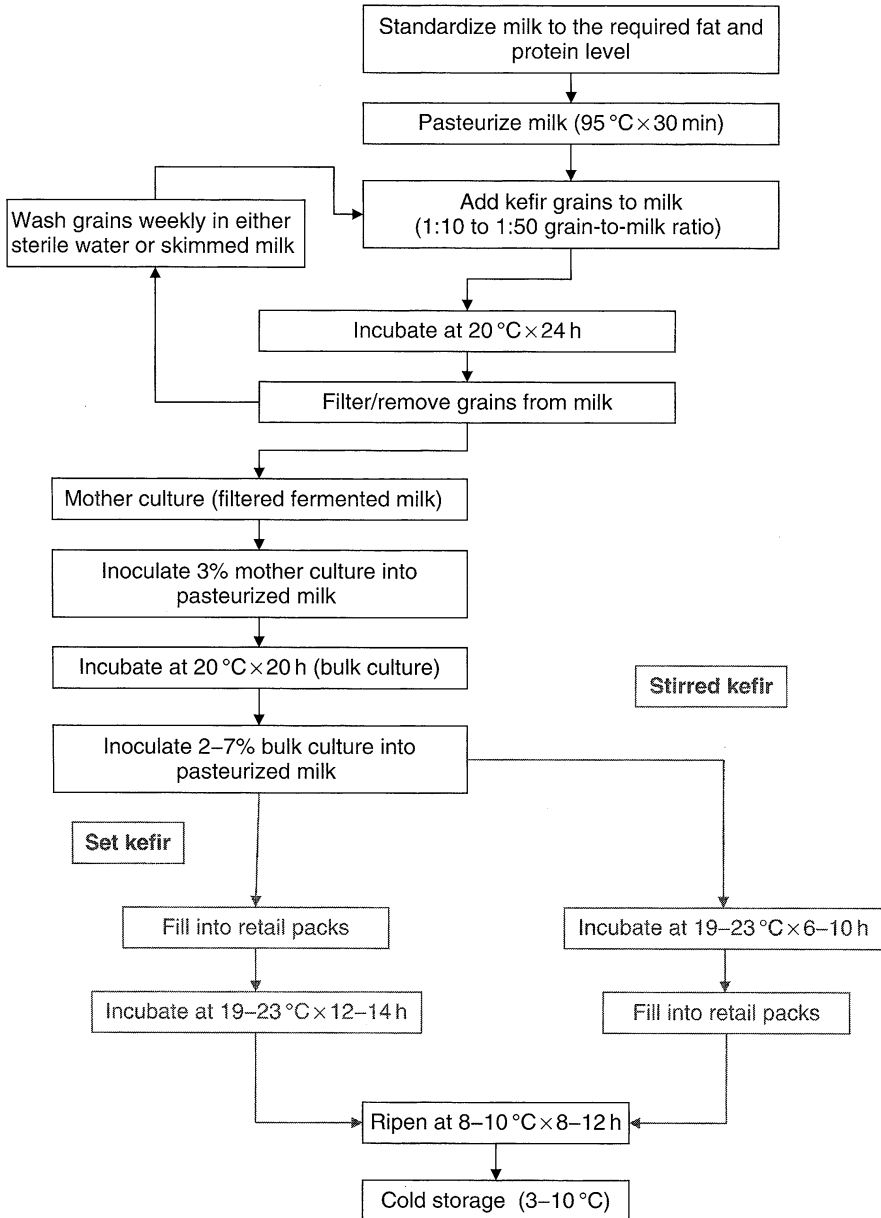 Standardize milk to the required fat and
protein level
Pasteurize milk (95 °C × 30 min)
Wash grains weekly in either
sterile water or skimmed milk
Add kefir grains to milk
(1:10 to 1:50 grain-to-milk ratio)
Incubate at 20 °C × 24 h
Filter/remove grains from milk
Mother culture (filtered fermented milk)
Inoculate 3% mother culture into
pasteurized milk
Incubate at 20 °C × 20 h (bulk culture)
Stirred kefir
Inoculate 2–7% bulk culture into
pasteurized milk
Set kefir
Fill into retail packs
Incubate at 19–23 °C × 6–10 h
Incubate at 19–23 °C × 12–14 h
Fill into retail packs
Ripen at 8–10 °C × 8–12 h
Cold storage (3–10 °C)